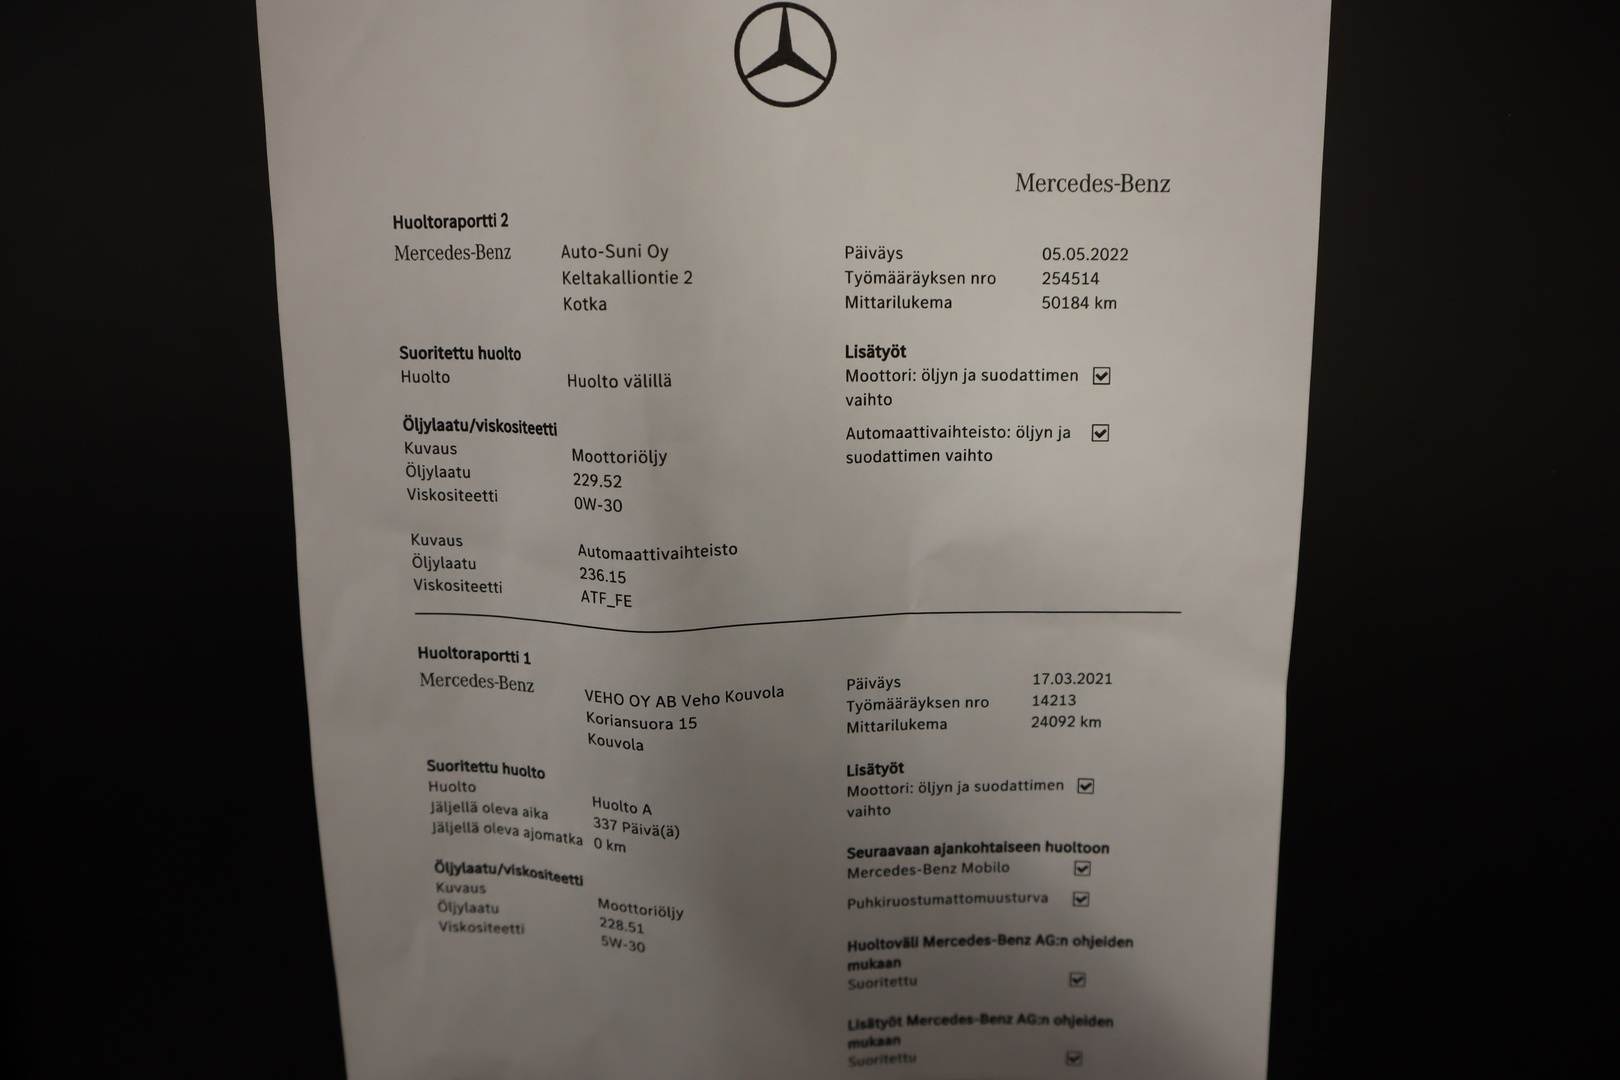 Mercedes-Benz
Huoltoraportti 2
Mercedes-Benz
Auto-Suni Oy
Keltakalliontie 2
Kotka
Päiväys 05.05.2022
Työmääräyksen nro 254514
Mittarilukema 50184 km
Suoritettu huolto
Huolto Huolto välillä
Öljylaatu/viskositeetti
Kuvaus Moottoriöljy
Öljylaatu 229.52
Viskositeetti 0W-30
Kuvaus Automaattivaihteisto
Öljylaatu 236.15
Viskositeetti ATF_FE
Lisätyöt
Moottori: öljyn ja suodattimen
vaihto
Automaattivaihteisto: öljyn ja
suodattimen vaihto
Huoltoraportti 1
Mercedes-Benz
VEHO OY AB Veho Kouvola
Koriansuora 15
Kouvola
Päiväys 17.03.2021
Työmääräyksen nro 14213
Mittarilukema 24092 km
Suoritettu huolto
Huolto Huolto A
Jäljellä oleva aika 337 Päivä(ä)
Jäljellä oleva ajomatka 0 km
Öljylaatu/viskositeetti
Kuvaus Moottoriöljy
Öljylaatu 228.51
Viskositeetti 5W-30
Lisätyöt
Moottori: öljyn ja suodattimen
vaihto
Seuraavaan ajankohtaiseen huoltoon
Mercedes-Benz Mobilo
Puhkiruostumattomuusturva
Huoltoväli Mercedes-Benz AG:n ohjeiden
mukaan
Suoritettu
Lisätyöt Mercedes-Benz AG:n ohjeiden
mukaan
Suoritettu